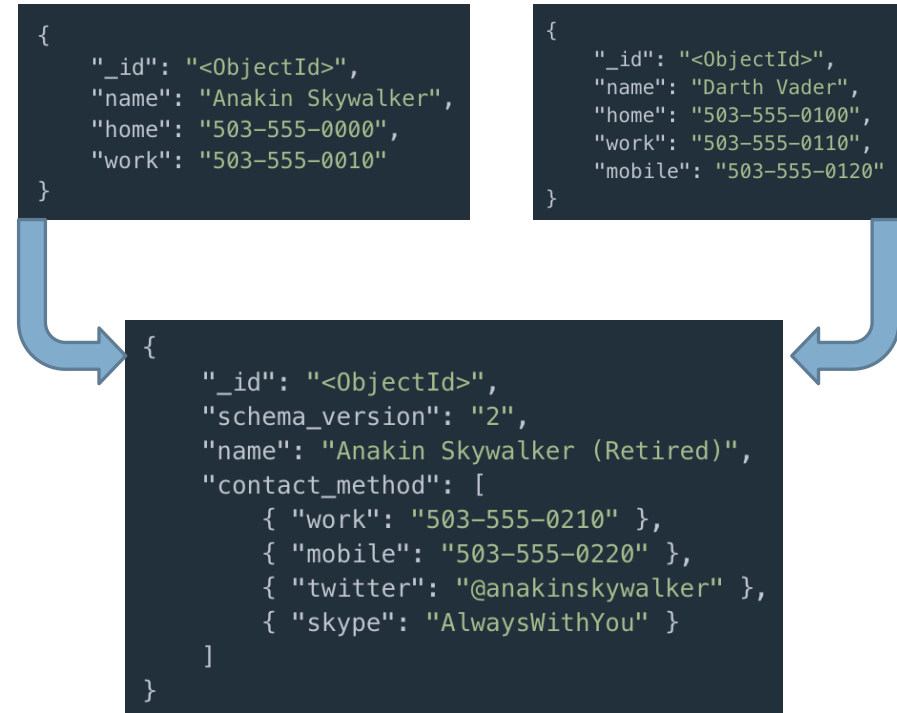 {
    "_id": "<ObjectId>",
    "name": "Anakin Skywalker",
    "home": "503-555-0000",
    "work": "503-555-0010"
}
{
    "_id": "<ObjectId>",
    "name": "Darth Vader",
    "home": "503-555-0100",
    "work": "503-555-0110",
    "mobile": "503-555-0120"
}
{
    "_id": "<ObjectId>",
    "schema_version": "2",
    "name": "Anakin Skywalker (Retired)",
    "contact_method": [
        { "work": "503-555-0210" },
        { "mobile": "503-555-0220" },
        { "twitter": "@anakinskywalker" },
        { "skype": "AlwaysWithYou" }
    ]
}